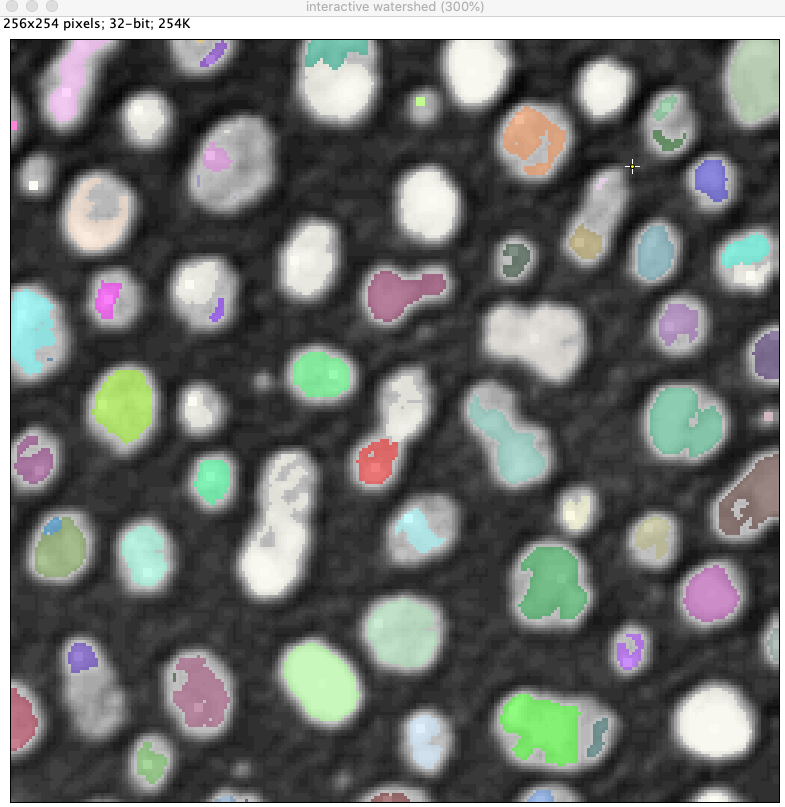 interactive watershed (300%)
256x254 pixels; 32-bit; 254K